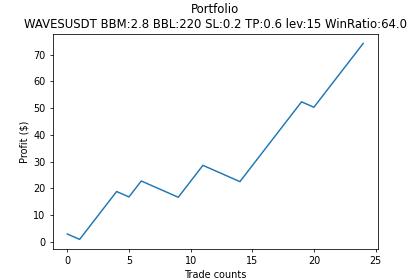 Portfolio
WAVESUSDT BBM:2.8 BBL:220 SL:0.2 TP:0.6 lev:15 WinRatio:64.0
Profit ($)
70
60
50
40
30
20
10
0
0 5 10 15 20 25
Trade counts